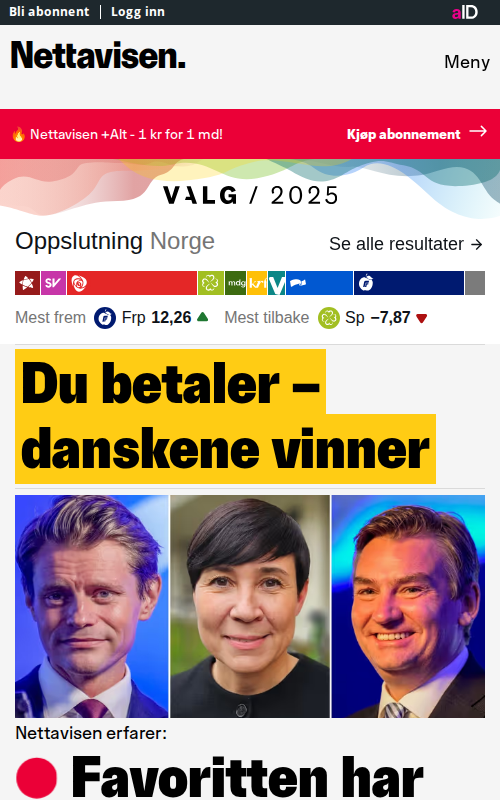 Bli abonnent | Logg inn
aID
Nettavisen.
Meny
🔥 Nettavisen +Alt - 1 kr for 1 md!
Kjøp abonnement →
VALG / 2025
Oppslutning Norge
Se alle resultater →
SV
mdg
krf
V
Mest frem Frp 12,26 ▲ Mest tilbake Sp −7,87 ▼
Du betaler –
danskene vinner
Nettavisen erfarer:
Favoritten har